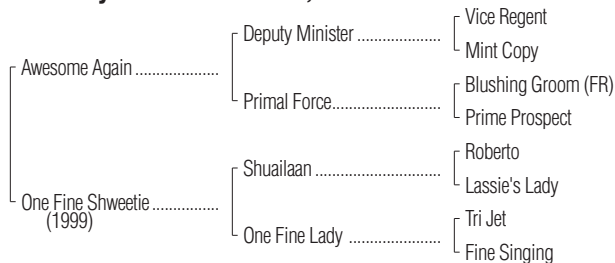 Vice Regent
Deputy Minister ....................
Mint Copy
Awesome Again ....................
Blushing Groom (FR)
Primal Force..........................
Prime Prospect
Roberto
Shuailaan ..............................
Lassie's Lady
One Fine Shweetie ................
(1999)
Tri Jet
One Fine Lady ......................
Fine Singing